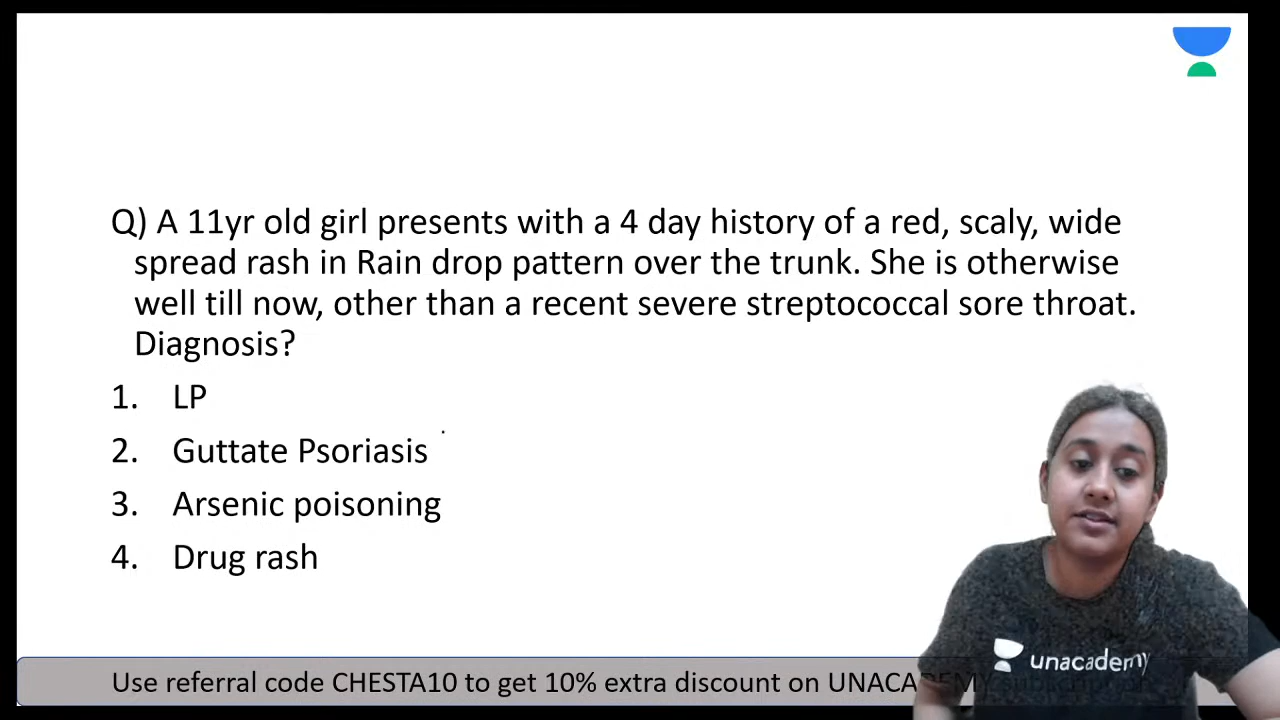 Q) A 11yr old girl presents with a 4 day history of a red, scaly, wide
spread rash in Rain drop pattern over the trunk. She is otherwise
well till now, other than a recent severe streptococcal sore throat.
Diagnosis?
1. LP
2. Guttate Psoriasis
3. Arsenic poisoning
4. Drug rash
unacademy
Use referral code CHESTA10 to get 10% extra discount on UNACADEMY